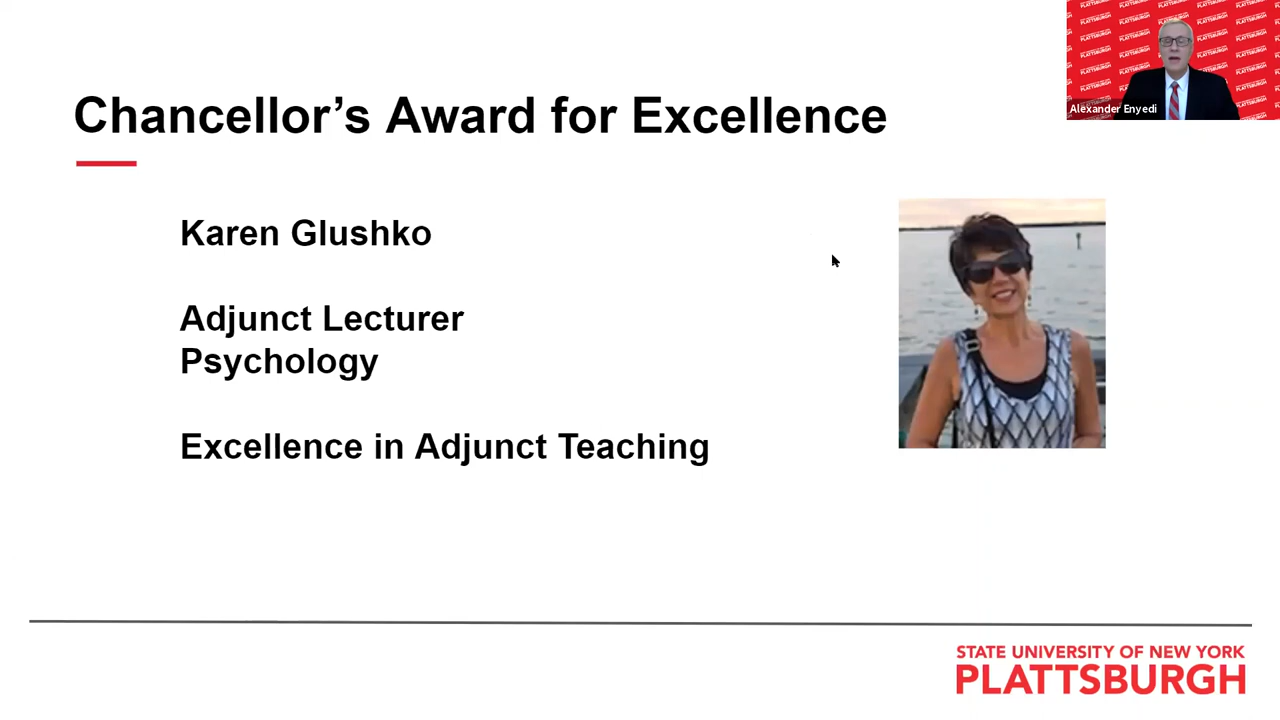 Chancellor’s Award for Excellence
Alexander Enyedi
Karen Glushko
Adjunct Lecturer
Psychology
Excellence in Adjunct Teaching
STATE UNIVERSITY OF NEW YORK
PLATTSBURGH